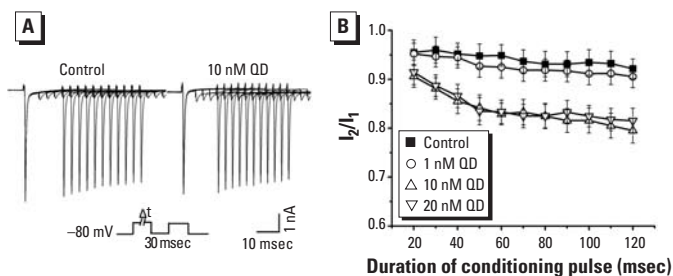 A
Control
10 nM QD
Δt
−80 mV
30 msec
10 msec
1 nA
B
I2/I1
1.0
0.9
0.8
0.7
0.6
Control
1 nM QD
10 nM QD
20 nM QD
20 40 60 80 100 120
Duration of conditioning pulse (msec)